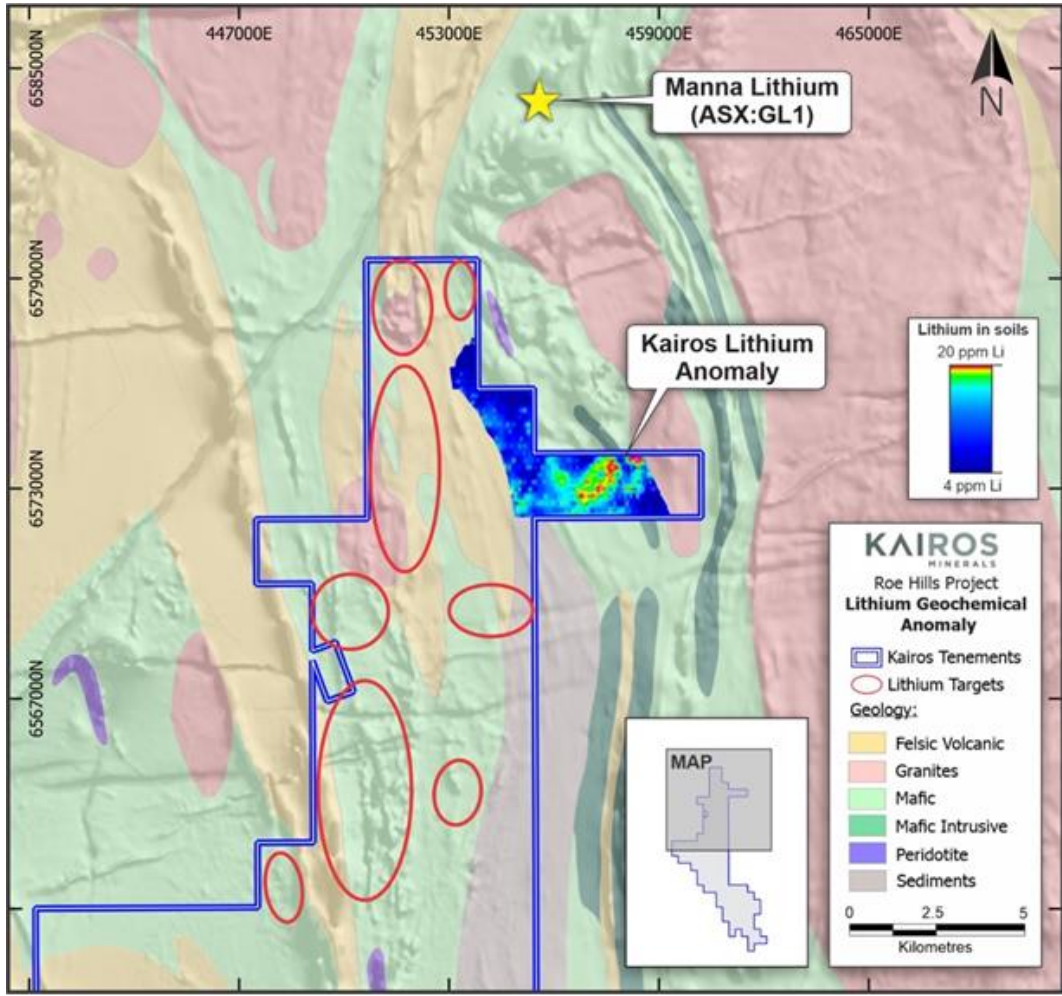 447000E
453000E
459000E
465000E
6585000N
6579000N
6573000N
6567000N
Manna Lithium
(ASX:GL1)
N
Kairos Lithium
Anomaly
Lithium in soils
20 ppm Li
4 ppm Li
KAIROS
MINERALS
Roe Hills Project
Lithium Geochemical
Anomaly
Kairos Tenements
Lithium Targets
Geology:
Felsic Volcanic
Granites
Mafic
Mafic Intrusive
Peridotite
Sediments
0 2.5 5
Kilometres
MAP